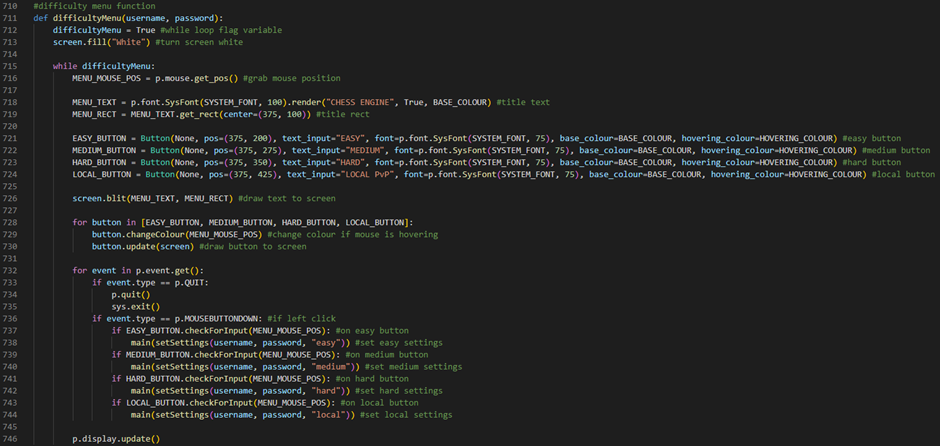 710 #difficulty menu function
711 def difficultyMenu(username, password):
712     difficultyMenu = True #while loop flag variable
713     screen.fill("White") #turn screen white
714
715     while difficultyMenu:
716         MENU_MOUSE_POS = p.mouse.get_pos() #grab mouse position
717
718         MENU_TEXT = p.font.SysFont(SYSTEM_FONT, 100).render("CHESS ENGINE", True, BASE_COLOUR) #title text
719         MENU_RECT = MENU_TEXT.get_rect(center=(375, 100)) #title rect
720
721         EASY_BUTTON = Button(None, pos=(375, 200), text_input="EASY", font=p.font.SysFont(SYSTEM_FONT, 75), base_colour=BASE_COLOUR, hovering_colour=HOVERING_COLOUR) #easy button
722         MEDIUM_BUTTON = Button(None, pos=(375, 275), text_input="MEDIUM", font=p.font.SysFont(SYSTEM_FONT, 75), base_colour=BASE_COLOUR, hovering_colour=HOVERING_COLOUR) #medium button
723         HARD_BUTTON = Button(None, pos=(375, 350), text_input="HARD", font=p.font.SysFont(SYSTEM_FONT, 75), base_colour=BASE_COLOUR, hovering_colour=HOVERING_COLOUR) #hard button
724         LOCAL_BUTTON = Button(None, pos=(375, 425), text_input="LOCAL PvP", font=p.font.SysFont(SYSTEM_FONT, 75), base_colour=BASE_COLOUR, hovering_colour=HOVERING_COLOUR) #local button
725
726         screen.blit(MENU_TEXT, MENU_RECT) #draw text to screen
727
728         for button in [EASY_BUTTON, MEDIUM_BUTTON, HARD_BUTTON, LOCAL_BUTTON]:
729             button.changeColour(MENU_MOUSE_POS) #change colour if mouse is hovering
730             button.update(screen) #draw button to screen
731
732         for event in p.event.get():
733             if event.type == p.QUIT:
734                 p.quit()
735                 sys.exit()
736             if event.type == p.MOUSEBUTTONDOWN: #if left click
737                 if EASY_BUTTON.checkForInput(MENU_MOUSE_POS): #on easy button
738                     main(setSettings(username, password, "easy")) #set easy settings
739                 if MEDIUM_BUTTON.checkForInput(MENU_MOUSE_POS): #on medium button
740                     main(setSettings(username, password, "medium")) #set medium settings
741                 if HARD_BUTTON.checkForInput(MENU_MOUSE_POS): #on hard button
742                     main(setSettings(username, password, "hard")) #set hard settings
743                 if LOCAL_BUTTON.checkForInput(MENU_MOUSE_POS): #on local button
744                     main(setSettings(username, password, "local")) #set local settings
745
746         p.display.update()